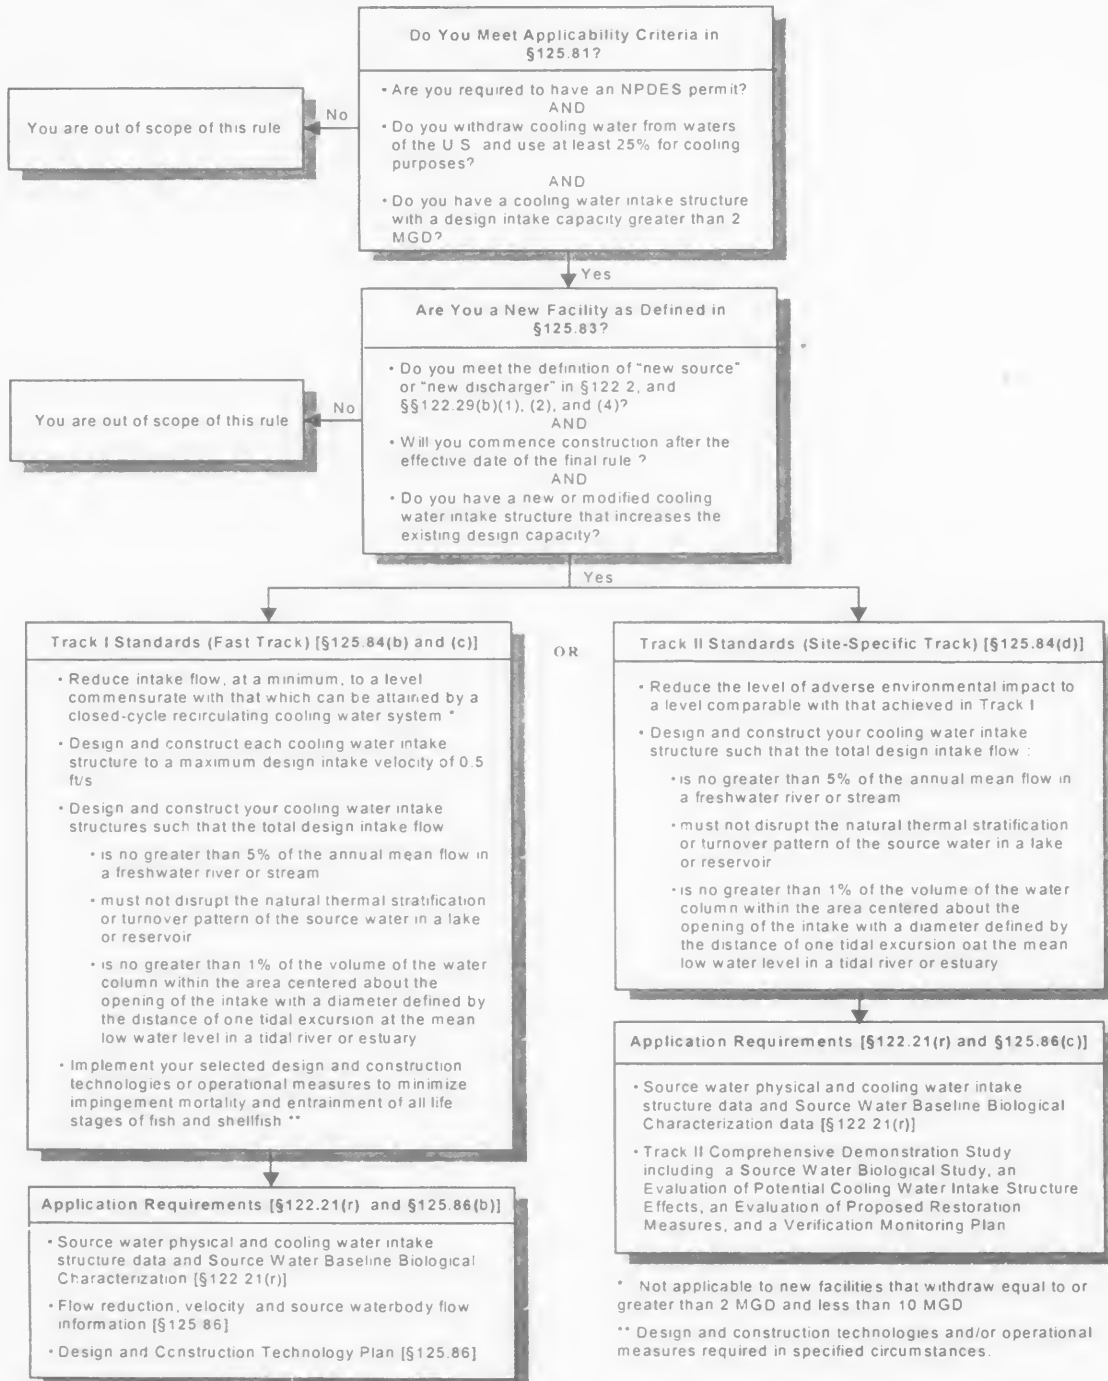 Do You Meet Applicability Criteria in
§125.81?
• Are you required to have an NPDES permit?
AND
• Do you withdraw cooling water from waters
of the U S and use at least 25% for cooling
purposes?
AND
• Do you have a cooling water intake structure
with a design intake capacity greater than 2
MGD?
No
You are out of scope of this rule
Yes
Are You a New Facility as Defined in
§125.83?
• Do you meet the definition of "new source"
or "new discharger" in §122 2, and
§§122.29(b)(1), (2), and (4)?
AND
• Will you commence construction after the
effective date of the final rule ?
AND
• Do you have a new or modified cooling
water intake structure that increases the
existing design capacity?
No
You are out of scope of this rule
Yes
Track I Standards (Fast Track) [§125.84(b) and (c)]
• Reduce intake flow, at a minimum, to a level
commensurate with that which can be attained by a
closed-cycle recirculating cooling water system *
• Design and construct each cooling water intake
structure to a maximum design intake velocity of 0.5
ft/s
• Design and construct your cooling water intake
structures such that the total design intake flow
• is no greater than 5% of the annual mean flow in
a freshwater river or stream
• must not disrupt the natural thermal stratification
or turnover pattern of the source water in a lake
or reservoir
• is no greater than 1% of the volume of the water
column within the area centered about the
opening of the intake with a diameter defined by
the distance of one tidal excursion at the mean
low water level in a tidal river or estuary
• Implement your selected design and construction
technologies or operational measures to minimize
impingement mortality and entrainment of all life
stages of fish and shellfish **
Application Requirements [§122.21(r) and §125.86(b)]
• Source water physical and cooling water intake
structure data and Source Water Baseline Biological
Characterization [§122 21(r)]
• Flow reduction, velocity and source waterbody flow
information [§125 86]
• Design and Construction Technology Plan [§125.86]
OR
Track II Standards (Site-Specific Track) [§125.84(d)]
• Reduce the level of adverse environmental impact to
a level comparable with that achieved in Track I
• Design and construct your cooling water intake
structure such that the total design intake flow :
• is no greater than 5% of the annual mean flow in
a freshwater river or stream
• must not disrupt the natural thermal stratification
or turnover pattern of the source water in a lake
or reservoir
• is no greater than 1% of the volume of the water
column within the area centered about the
opening of the intake with a diameter defined by
the distance of one tidal excursion oat the mean
low water level in a tidal river or estuary
Application Requirements [§122.21(r) and §125.86(c)]
• Source water physical and cooling water intake
structure data and Source Water Baseline Biological
Characterization data [§122 21(r)]
• Track II Comprehensive Demonstration Study
including a Source Water Biological Study, an
Evaluation of Potential Cooling Water Intake Structure
Effects, an Evaluation of Proposed Restoration
Measures, and a Verification Monitoring Plan
* Not applicable to new facilities that withdraw equal to or
greater than 2 MGD and less than 10 MGD
** Design and construction technologies and/or operational
measures required in specified circumstances.